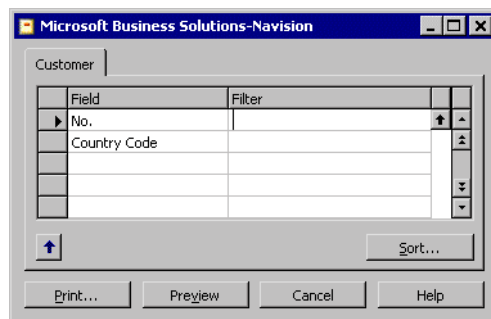 Microsoft Business Solutions-Navision
Customer
Field Filter
No.
Country Code
Sort...
Print... Preview Cancel Help